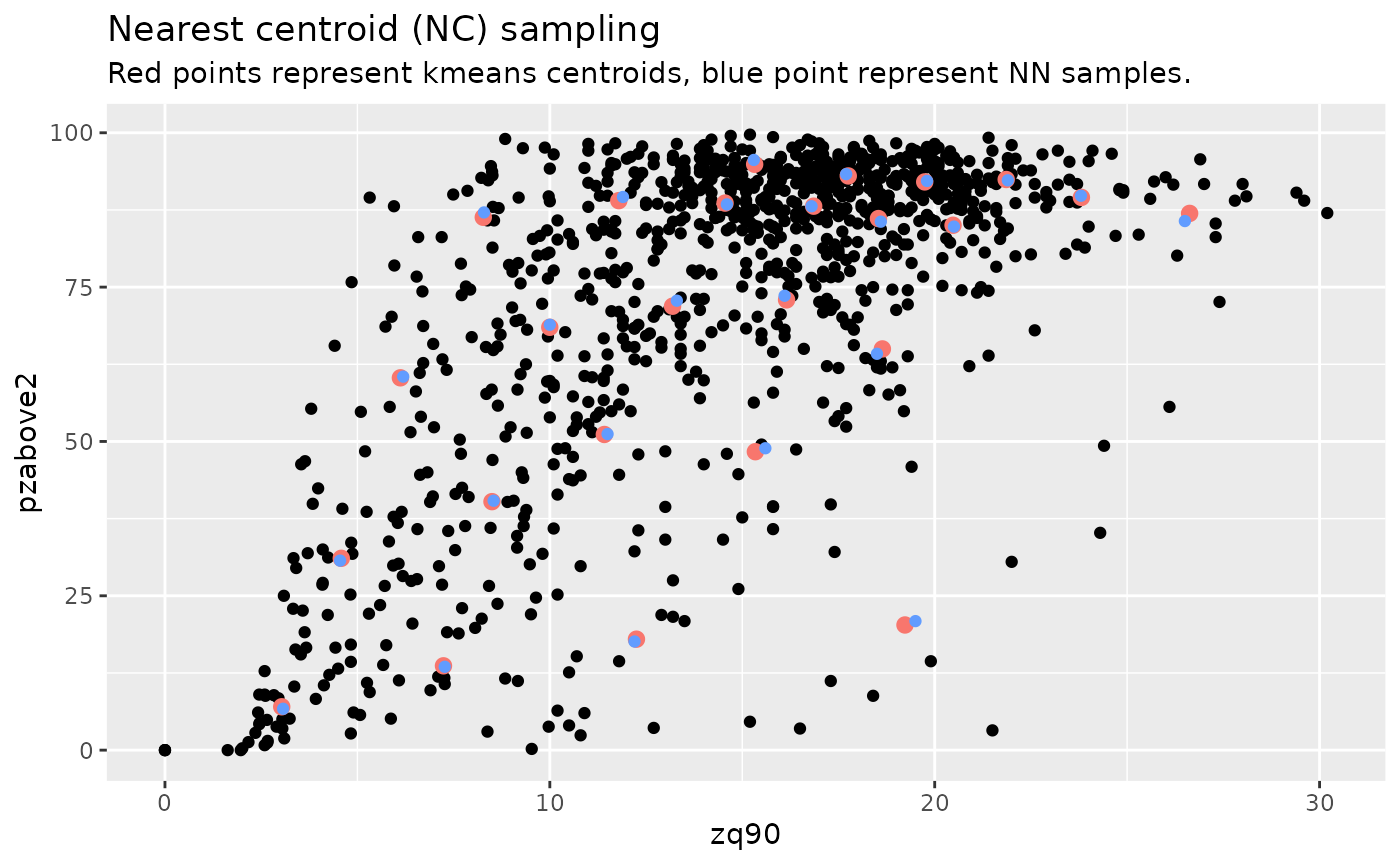 Nearest centroid (NC) sampling
Red points represent kmeans centroids, blue point represent NN samples.
100
75
50
25
0
pzabove2
0 10 20 30
zq90